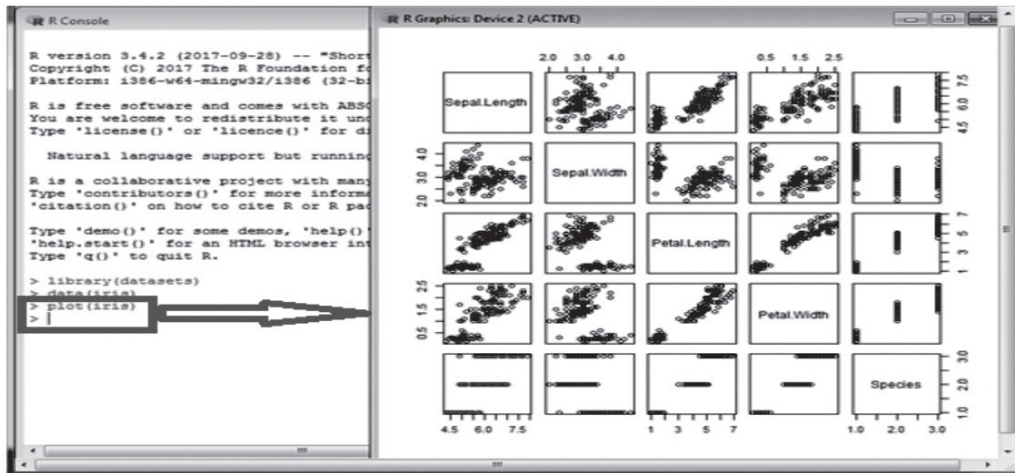 R Console
R version 3.4.2 (2017-09-28) -- "Short
Copyright (C) 2017 The R Foundation fo
Platform: i386-w64-mingw32/i386 (32-bi
R is free software and comes with ABSO
You are welcome to redistribute it und
Type 'license()' or 'licence()' for di
Natural language support but running
R is a collaborative project with many
Type 'contributors()' for more informa
'citation()' on how to cite R or R pac
Type 'demo()' for some demos, 'help()'
'help.start()' for an HTML browser int
Type 'q()' to quit R.
> library(datasets)
> data(iris)
> plot(iris)
>
R Graphics: Device 2 (ACTIVE)
2.0 3.0 4.0
0.5 1.5 2.5
Sepal.Length
4.5 6.0 7.5
2.0 3.0 4.0
Sepal.Width
Petal.Length
1 3 5 7
0.5 1.5 2.5
Petal.Width
Species
1.0 2.0 3.0
4.5 6.0 7.5
1 3 5 7
1.0 2.0 3.0